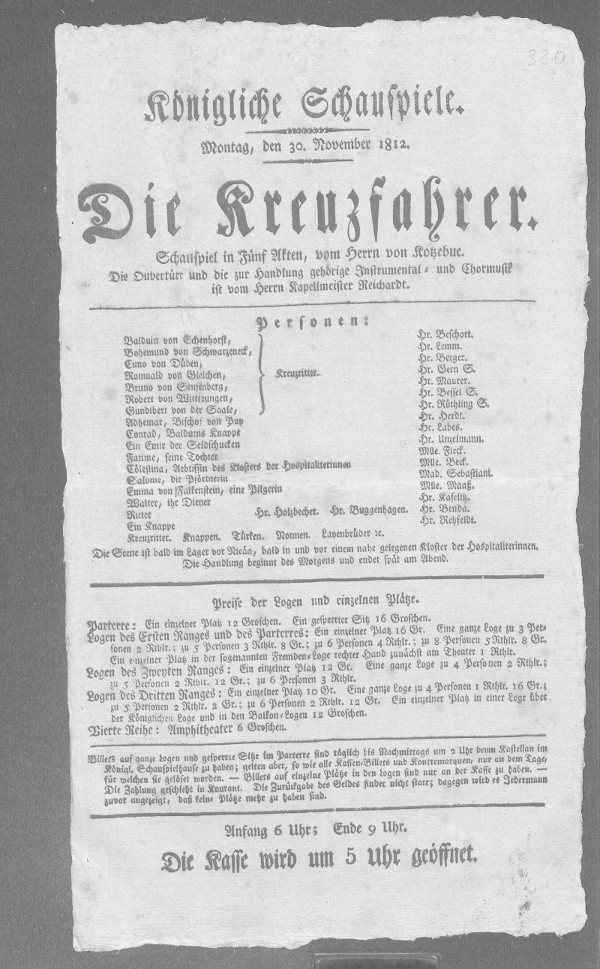 320
Königliche Schauspiele.
Montag, den 30. November 1812.
Die Kreuzfahrer.
Schauspiel in Fünf Akten, vom Herrn von Kotzebue.
Die Ouvertürr und die zur Handlung gehörige Instrumental- und Chormusik
ist vom Herrn Kapellmeister Reichardt.
Personen:
Balduin von Eichenhorst, Hr. Beschort.
Bohemund von Schwarzeneck, Hr. Lemm.
Cuno von Düben, Hr. Berger.
Romuald von Gleichen, Kreuzritter. Hr. Gern S.
Bruno von Senfenberg, Hr. Maurer.
Robert von Witterungen, Hr. Bessel S.
Gundibert von der Saale, Hr. Rüthling S.
Adhemar, Bischof von Puy Hr. Herdt.
Conrad, Balduins Knappe Hr. Labes.
Ein Emir der Seldschucken Hr. Unzelmann.
Fatime, seine Tochter Mlle. Fleck.
Cölestina, Aebtissin des Klosters der Hospitaliterinnen Mlle. Beck.
Salome, die Pförtnerin Mad. Sebastiani.
Emma von Falkenstein, eine Pilgerin Mlle. Maaß.
Walter, ihr Diener Hr. Kaselitz.
Ritter Hr. Holzbecher. Hr. Buggenhagen. Hr. Benda.
Ein Knappe Hr. Rehfeldt.
Kreuzritter. Knappen. Türken. Nonnen. Layenbrüder ꝛc.
Die Scene ist bald im Lager vor Nicäa, bald in und vor einem nahe gelegenen Kloster der Hospitaliterinnen.
Die Handlung beginnt des Morgens und endet spät am Abend.
Preise der Logen und einzelnen Plätze.
Parterre: Ein einzelner Platz 12 Groschen. Ein gesperrter Sitz 16 Groschen.
Logen des Ersten Ranges und des Parterres: Ein einzelner Platz 16 Gr. Eine ganze Loge zu 3 Per-
sonen 2 Rthlr.; zu 5 Personen 3 Rthlr. 8 Gr.; zu 6 Personen 4 Rthlr.; zu 8 Personen 5 Rthlr. 8 Gr.
Ein einzelner Platz in der sogenannten Fremden-Loge rechter Hand zunächst am Theater 1 Rthlr.
Logen des Zweyten Ranges: Ein einzelner Platz 12 Gr. Eine ganze Loge zu 4 Personen 2 Rthlr.;
zu 5 Personen 2 Rthlr. 12 Gr.; zu 6 Personen 3 Rthlr.
Logen des Dritten Ranges: Ein einzelner Platz 10 Gr. Eine ganze Loge zu 4 Personen 1 Rthlr. 16 Gr.;
zu 5 Personen 2 Rthlr. 2 Gr.; zu 6 Personen 2 Rthlr. 12 Gr. Ein einzelner Platz in einer Loge über
der Königlichen Loge und in den Balkon-Logen 12 Groschen.
Vierte Reihe: Amphitheater 6 Groschen.
Billets auf ganze Logen und gesperrte Sitze im Parterre sind täglich bis Nachmittags um 2 Uhr beym Kastellan im
Königl. Schauspielhause zu haben; gelten aber, so wie alle Kassen-Billets und Kontremarquen, nur an dem Tage,
für welchen sie gelöset worden. — Billets auf einzelne Plätze in den Logen sind nur an der Kasse zu haben. —
Die Zahlung geschieht in Kourant. Die Zurückgabe des Geldes findet nicht statt; dagegen wird es Jedermann
zuvor angezeigt, daß keine Plätze mehr zu haben sind.
Anfang 6 Uhr; Ende 9 Uhr.
Die Kasse wird um 5 Uhr geöffnet.